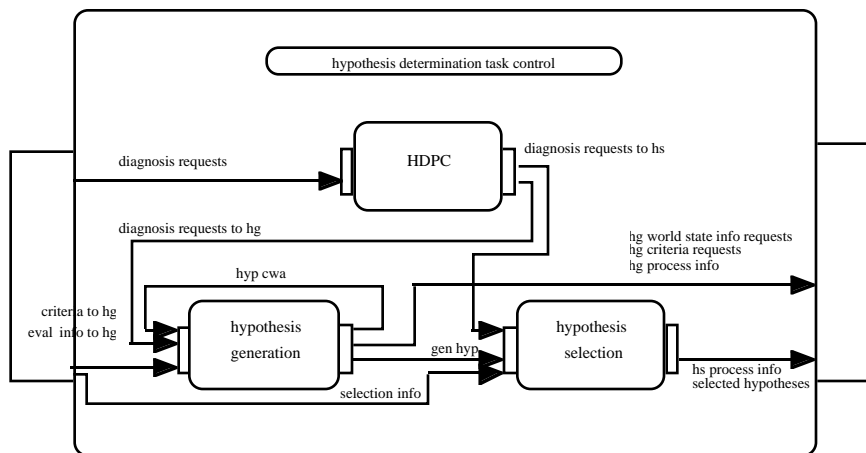 hypothesis determination task control
diagnosis requests
HDPC
diagnosis requests to hs
diagnosis requests to hg
hg world state info requests
hg criteria requests
hg process info
hyp cwa
criteria to hg
eval info to hg
hypothesis
generation
gen hyp
hypothesis
selection
selection info
hs process info
selected hypotheses